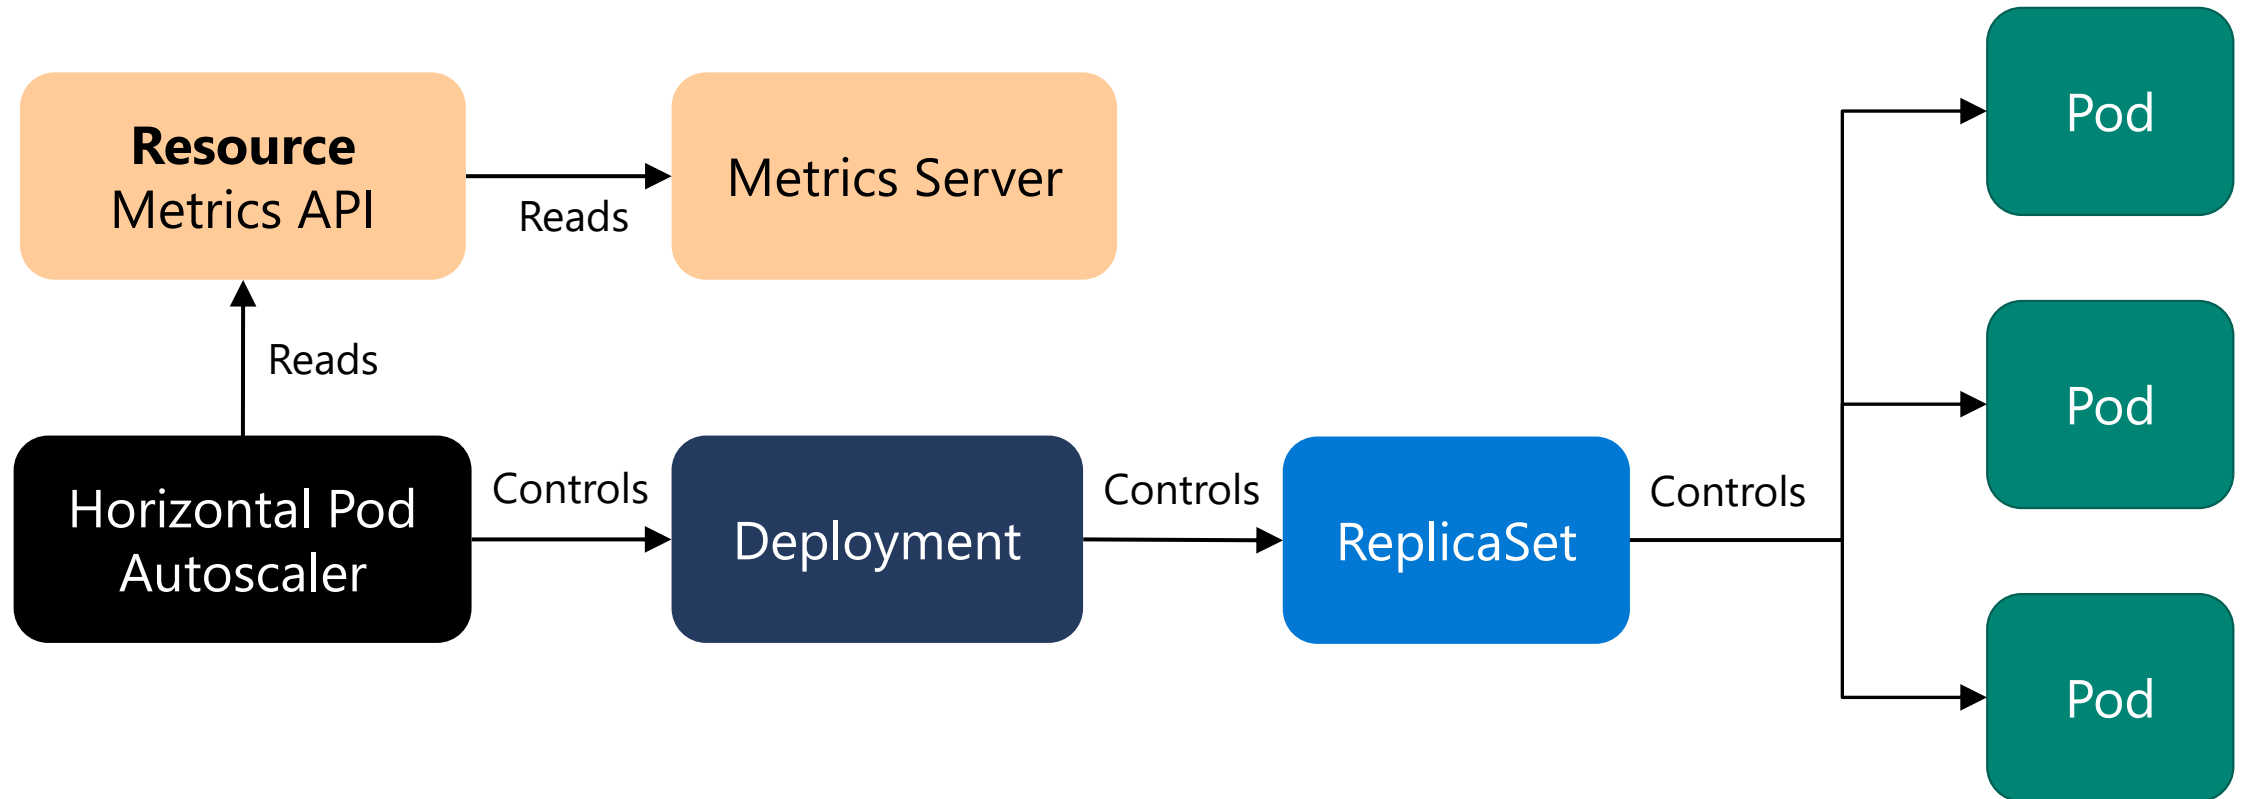 Resource
Metrics API
Reads
Metrics Server
Reads
Horizontal Pod
Autoscaler
Controls
Deployment
Controls
ReplicaSet
Controls
Pod
Pod
Pod